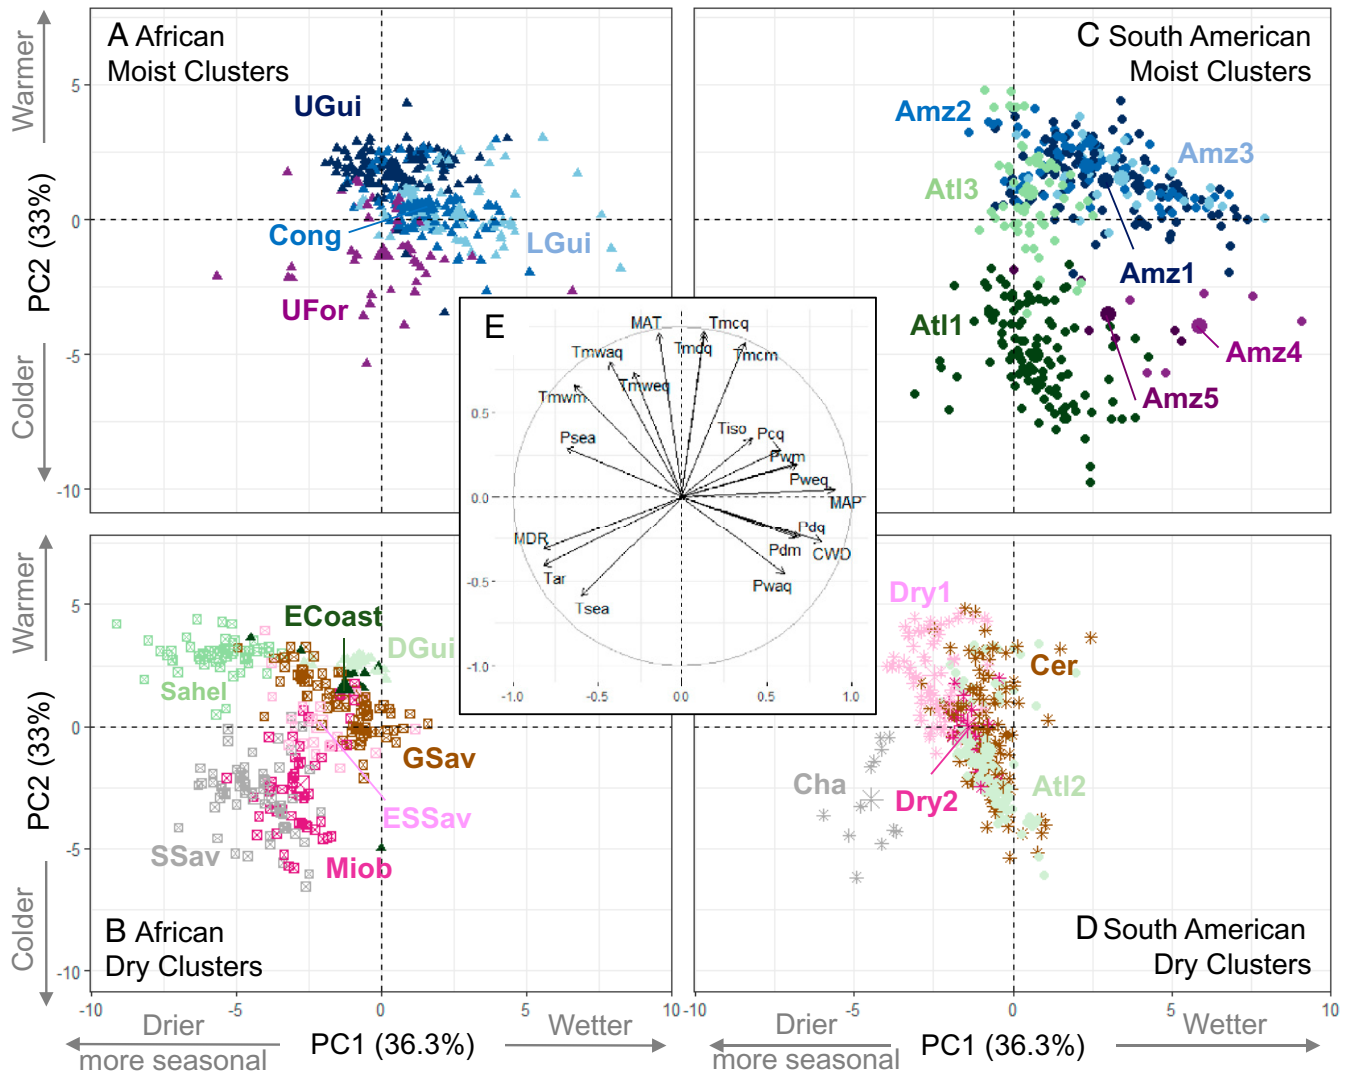 A African
Moist Clusters
UGui
Cong
LGui
UFor
C South American
Moist Clusters
Amz2
Amz3
Atl3
Amz1
Atl1
Amz4
Amz5
Warmer
PC2 (33%)
Colder
5
0
-5
-10
E
MAT
Tmcq
Tmdq
Tmcm
Tmwaq
Tmweq
Tmwm
Tiso
Pcq
Psea
Pwm
Pweq
MAP
MDR
Pdq
Pdm
CWD
Tar
Pwaq
Tsea
0.5
0.0
-0.5
-1.0
-1.0
-0.5
0.0
0.5
1.0
Warmer
PC2 (33%)
Colder
5
0
-5
-10
ECoast
DGui
Sahel
GSav
ESSav
SSav
Miob
B African
Dry Clusters
Dry1
Cer
Cha
Dry2
Atl2
D South American
Dry Clusters
-10
-5
0
5
10
-10
-5
0
5
10
Drier
PC1 (36.3%)
Wetter
more seasonal
Drier
PC1 (36.3%)
Wetter
more seasonal